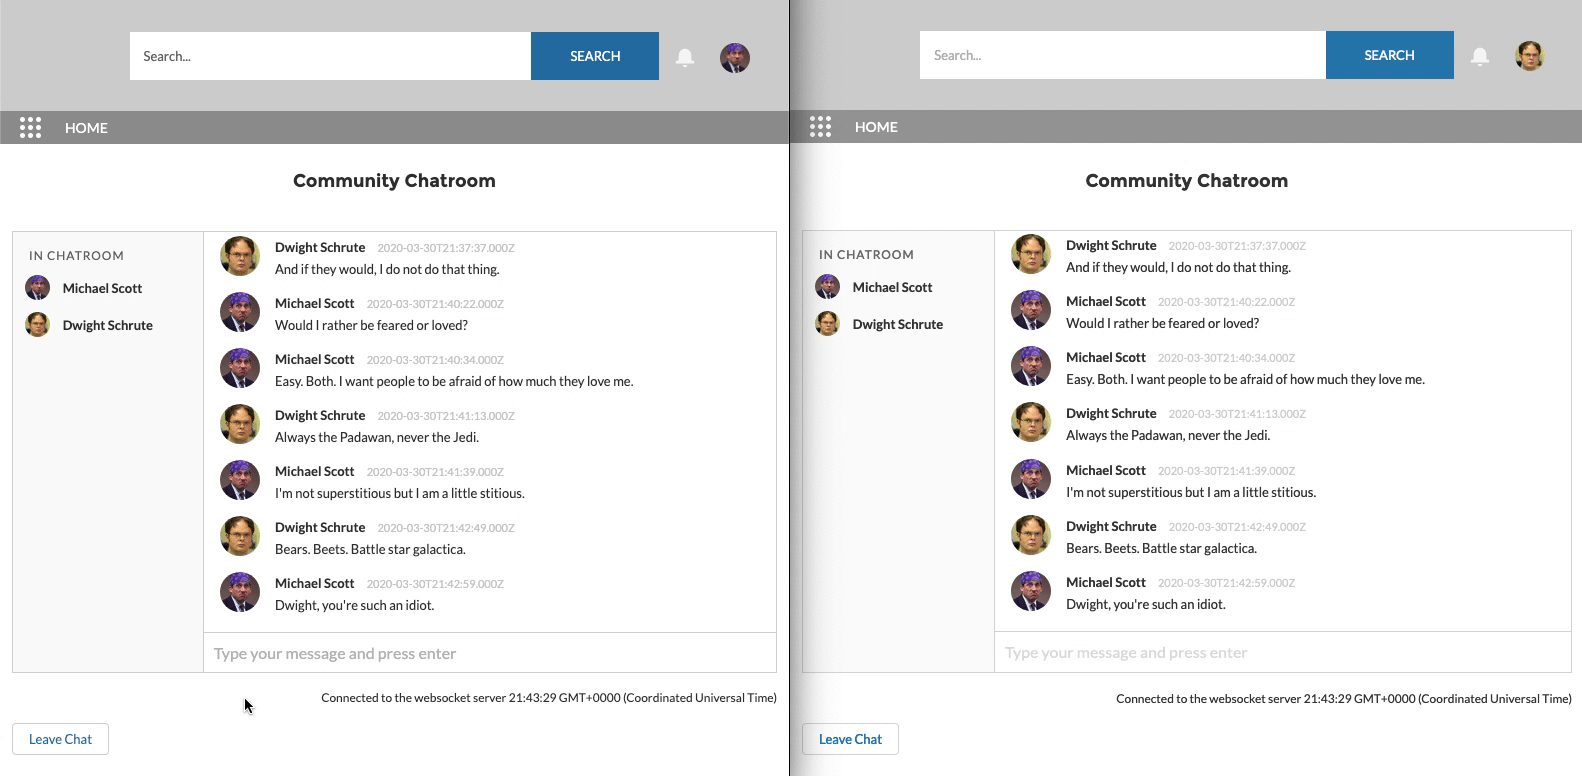 Search...
SEARCH
HOME
Community Chatroom
IN CHATROOM
Michael Scott
Dwight Schrute
Dwight Schrute 2020-03-30T21:37:37.000Z
And if they would, I do not do that thing.
Michael Scott 2020-03-30T21:40:22.000Z
Would I rather be feared or loved?
Michael Scott 2020-03-30T21:40:34.000Z
Easy. Both. I want people to be afraid of how much they love me.
Dwight Schrute 2020-03-30T21:41:13.000Z
Always the Padawan, never the Jedi.
Michael Scott 2020-03-30T21:41:39.000Z
I'm not superstitious but I am a little stitious.
Dwight Schrute 2020-03-30T21:42:49.000Z
Bears. Beets. Battle star galactica.
Michael Scott 2020-03-30T21:42:59.000Z
Dwight, you're such an idiot.
Type your message and press enter
Connected to the websocket server 21:43:29 GMT+0000 (Coordinated Universal Time)
Leave Chat
Search...
SEARCH
HOME
Community Chatroom
IN CHATROOM
Michael Scott
Dwight Schrute
Dwight Schrute 2020-03-30T21:37:37.000Z
And if they would, I do not do that thing.
Michael Scott 2020-03-30T21:40:22.000Z
Would I rather be feared or loved?
Michael Scott 2020-03-30T21:40:34.000Z
Easy. Both. I want people to be afraid of how much they love me.
Dwight Schrute 2020-03-30T21:41:13.000Z
Always the Padawan, never the Jedi.
Michael Scott 2020-03-30T21:41:39.000Z
I'm not superstitious but I am a little stitious.
Dwight Schrute 2020-03-30T21:42:49.000Z
Bears. Beets. Battle star galactica.
Michael Scott 2020-03-30T21:42:59.000Z
Dwight, you're such an idiot.
Type your message and press enter
Connected to the websocket server 21:43:29 GMT+0000 (Coordinated Universal Time)
Leave Chat